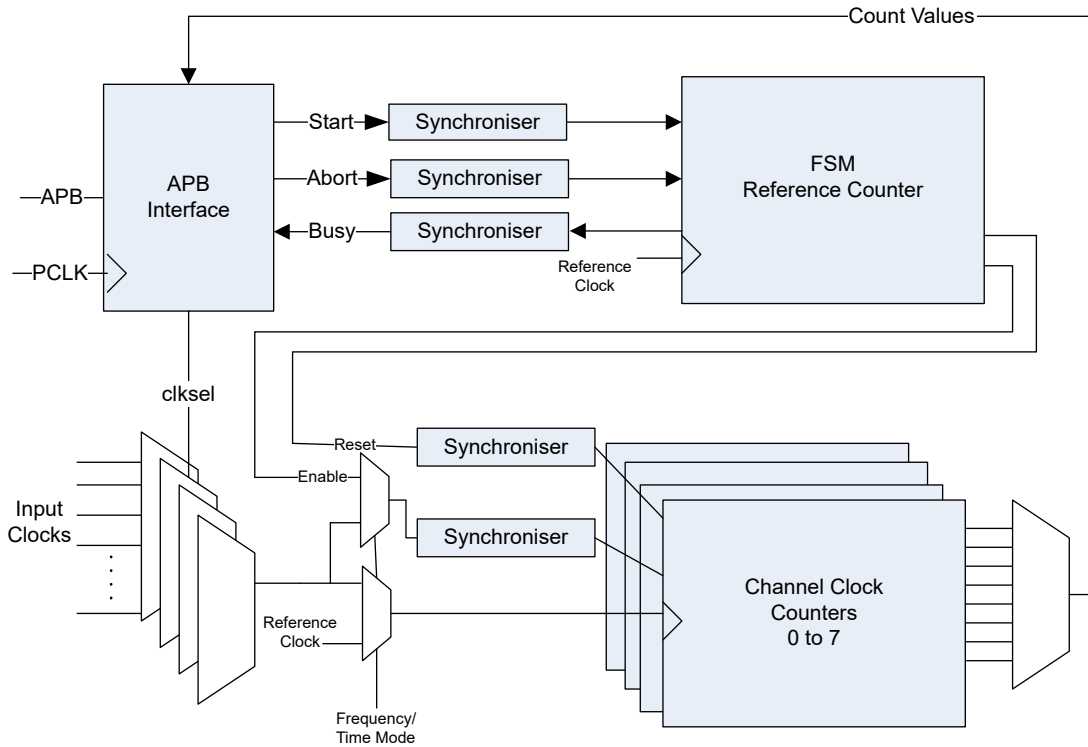 Count Values
Start
Synchroniser
FSM
Reference Counter
APB
Interface
Abort
Synchroniser
APB
Busy
Synchroniser
PCLK
Reference
Clock
clksel
Reset
Synchroniser
Enable
Input
Clocks
Synchroniser
Channel Clock
Counters
0 to 7
Reference
Clock
Frequency/
Time Mode